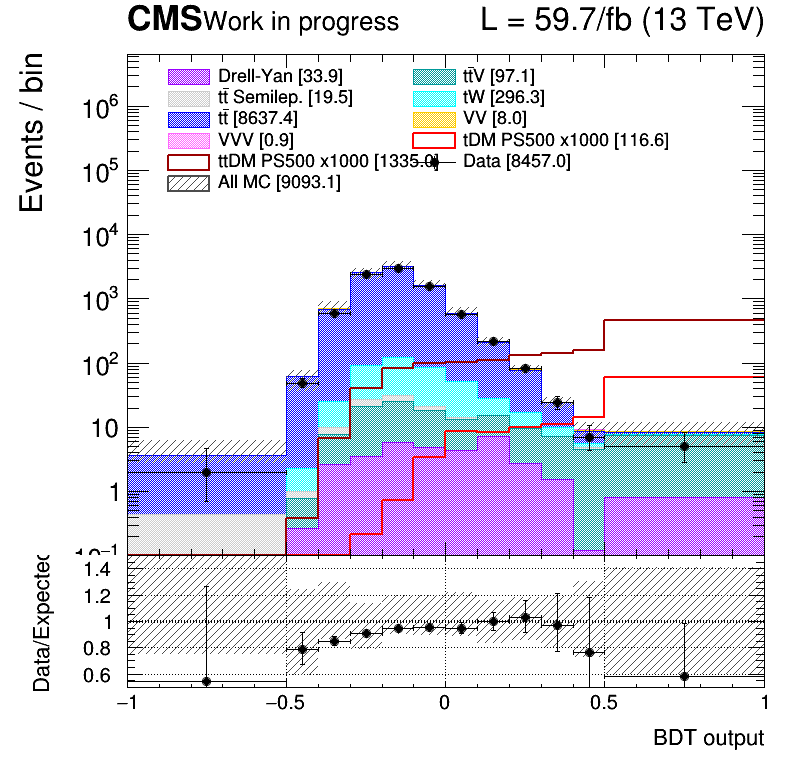 CMS Work in progress L = 59.7/fb (13 TeV)
Events / bin
Drell-Yan [33.9] tt̄V [97.1]
tt̄ Semilep. [19.5] tW [296.3]
tt̄ [8637.4] VV [8.0]
VVV [0.9] tDM PS500 x1000 [116.6]
ttDM PS500 x1000 [1335.0] Data [8457.0]
All MC [9093.1]
10⁶
10⁵
10⁴
10³
10²
10
1
10⁻¹
Data/Expected
1.4
1.2
1
0.8
0.6
−1 −0.5 0 0.5 1
BDT output